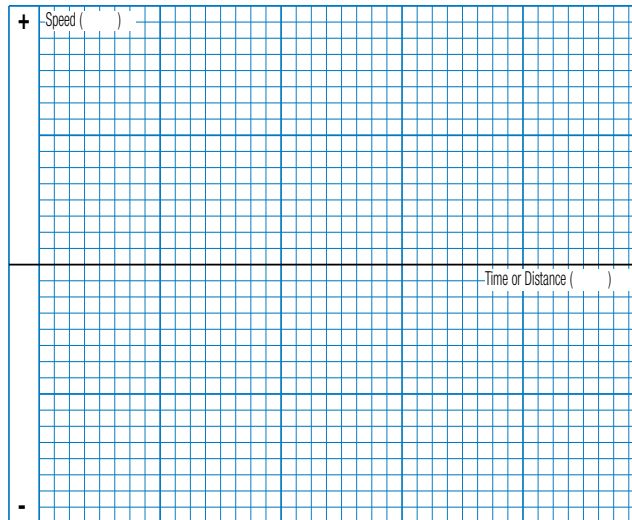 + Speed ( )
Time or Distance ( )
-